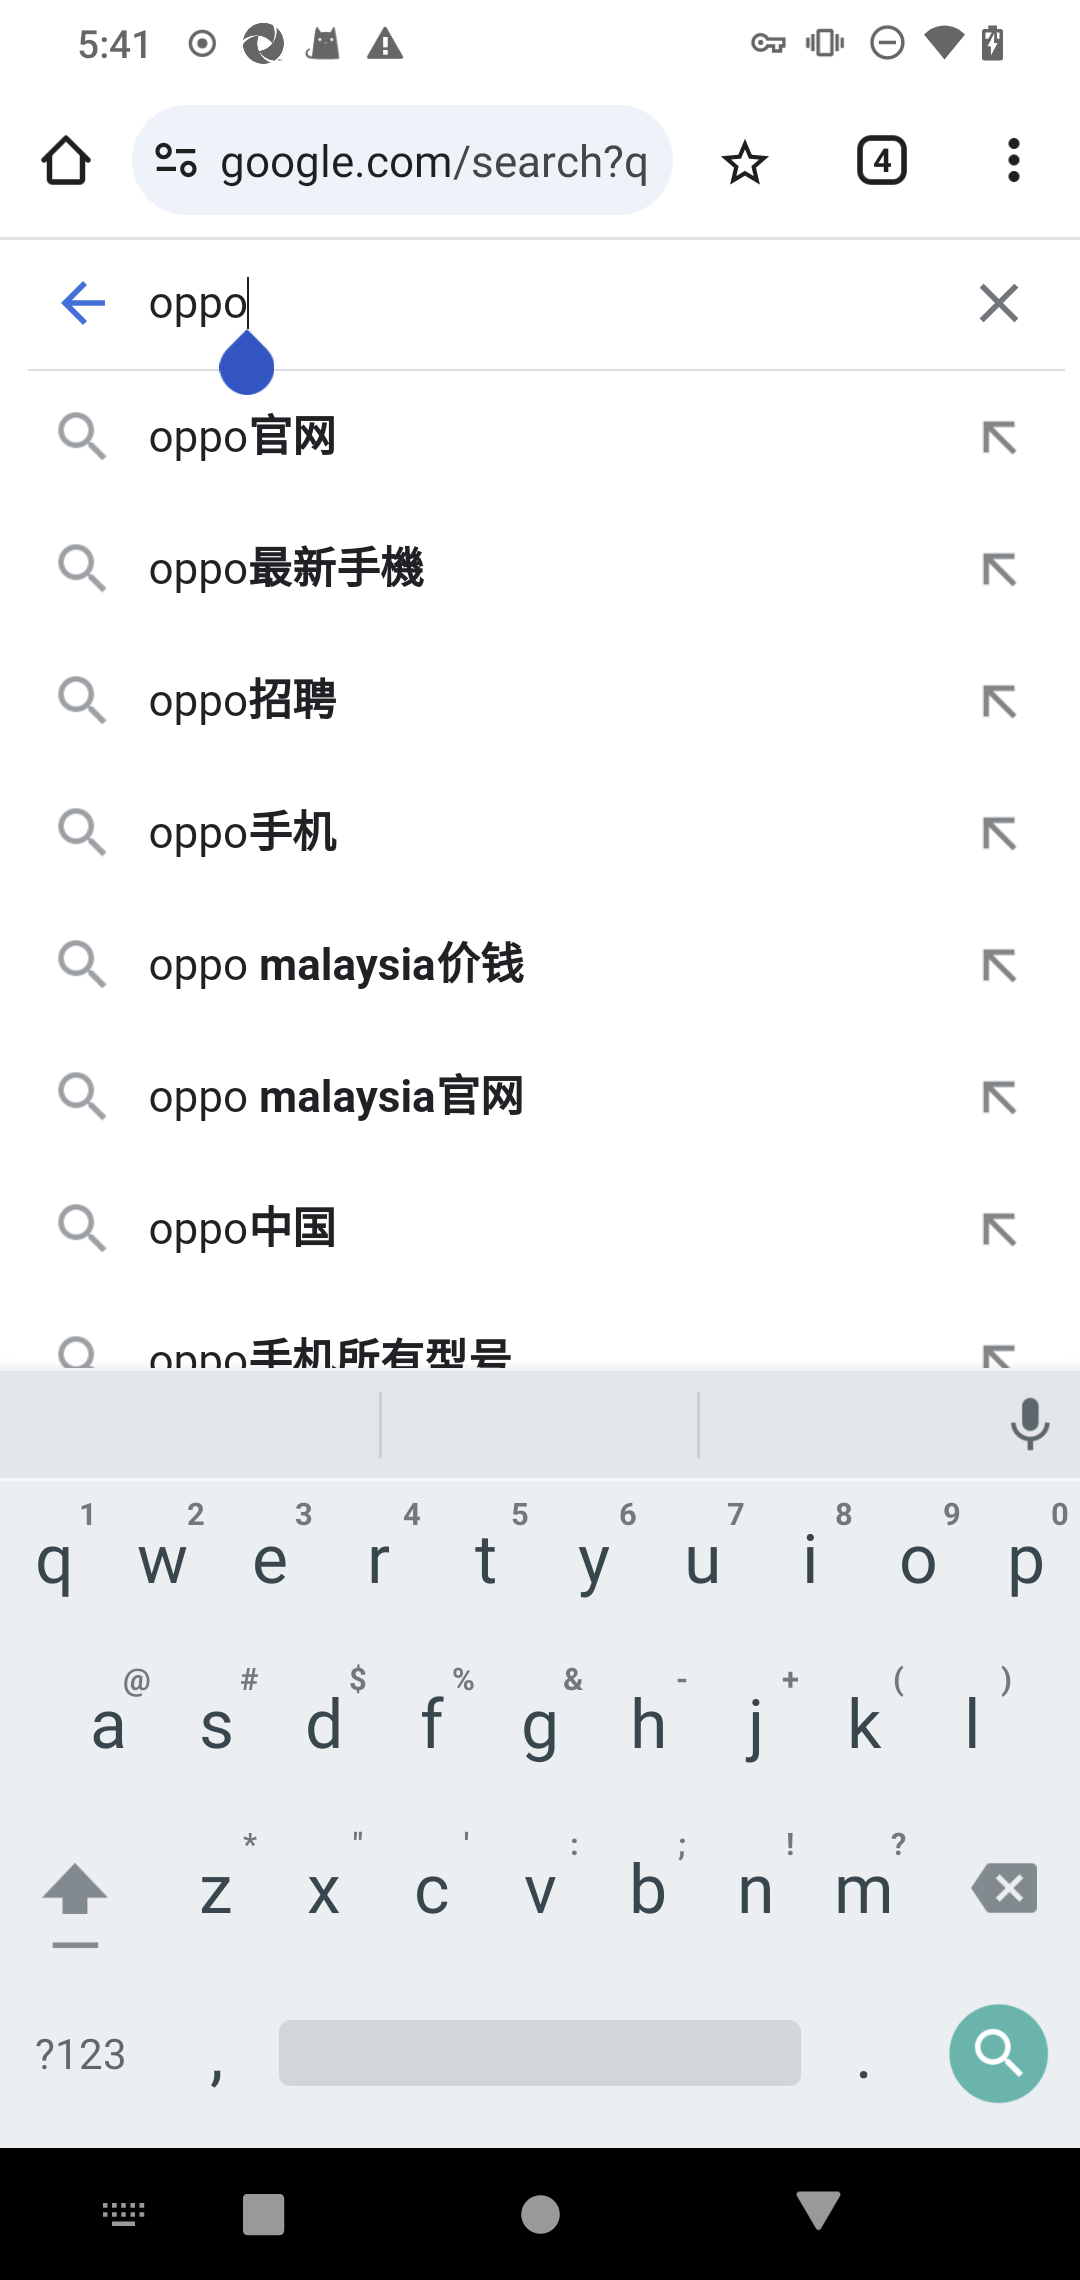 5:41
google.com/search?q
4
oppo
oppo官网
oppo最新手機
oppo招聘
oppo手机
oppo malaysia价钱
oppo malaysia官网
oppo中国
oppo手机所有型号
1 2 3 4 5 6 7 8 9 0
q w e r t y u i o p
@ # $ % & - + ( )
a s d f g h j k l
* " ' : ; ! ?
z x c v b n m
?123 , .